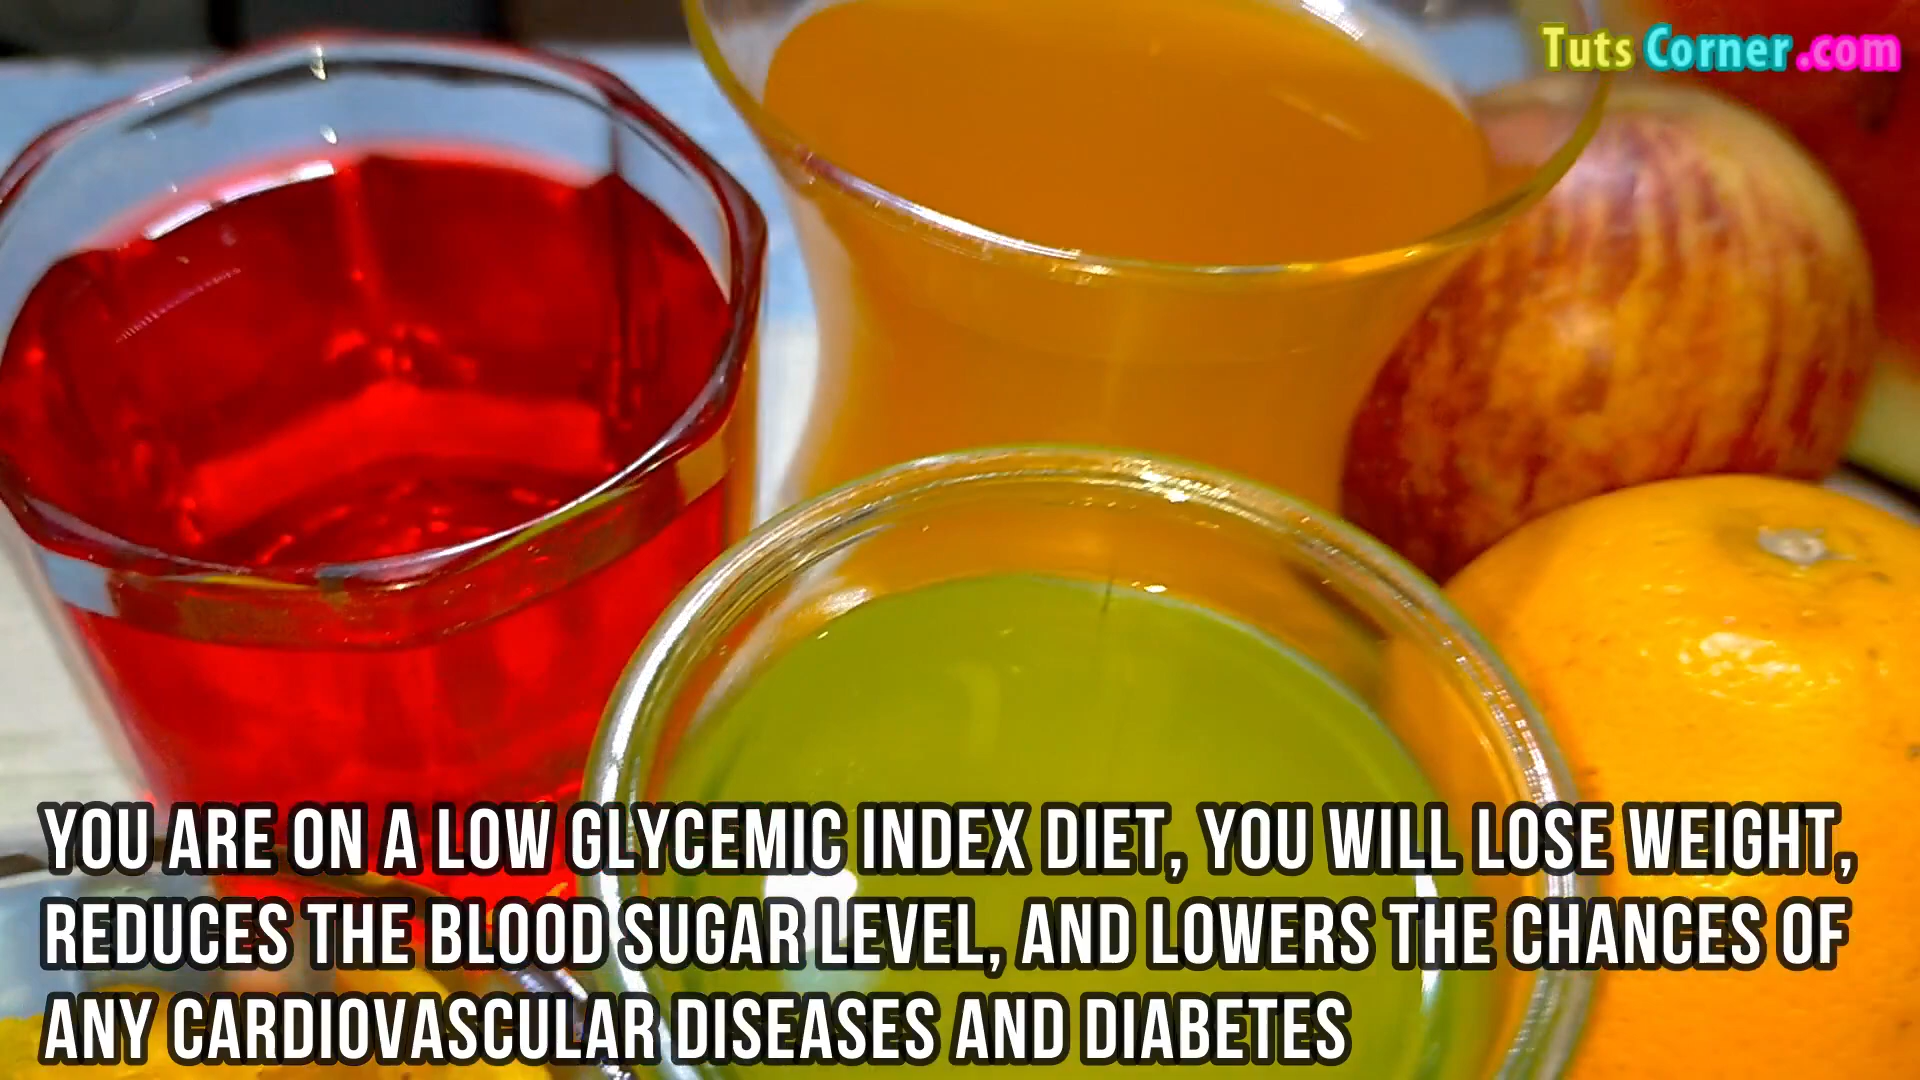 Tuts Corner .com
YOU ARE ON A LOW GLYCEMIC INDEX DIET, YOU WILL LOSE WEIGHT,
REDUCES THE BLOOD SUGAR LEVEL, AND LOWERS THE CHANCES OF
ANY CARDIOVASCULAR DISEASES AND DIABETES